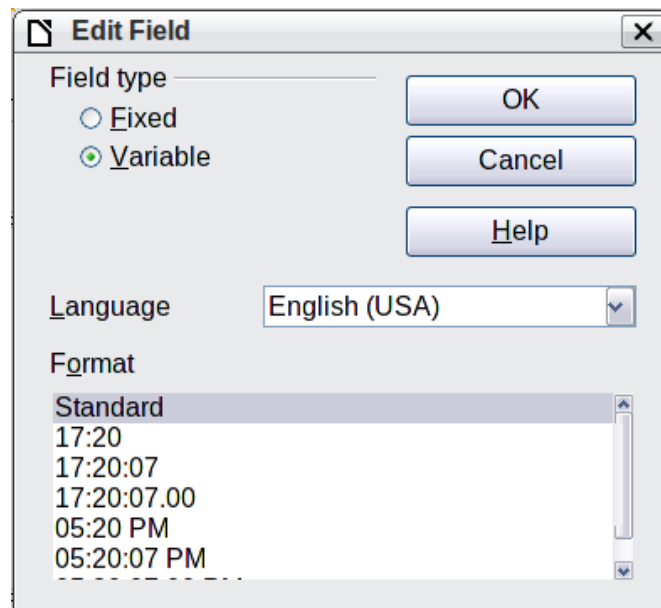 Edit Field
Field type
Fixed
Variable
OK
Cancel
Help
Language
English (USA)
Format
Standard
17:20
17:20:07
17:20:07.00
05:20 PM
05:20:07 PM